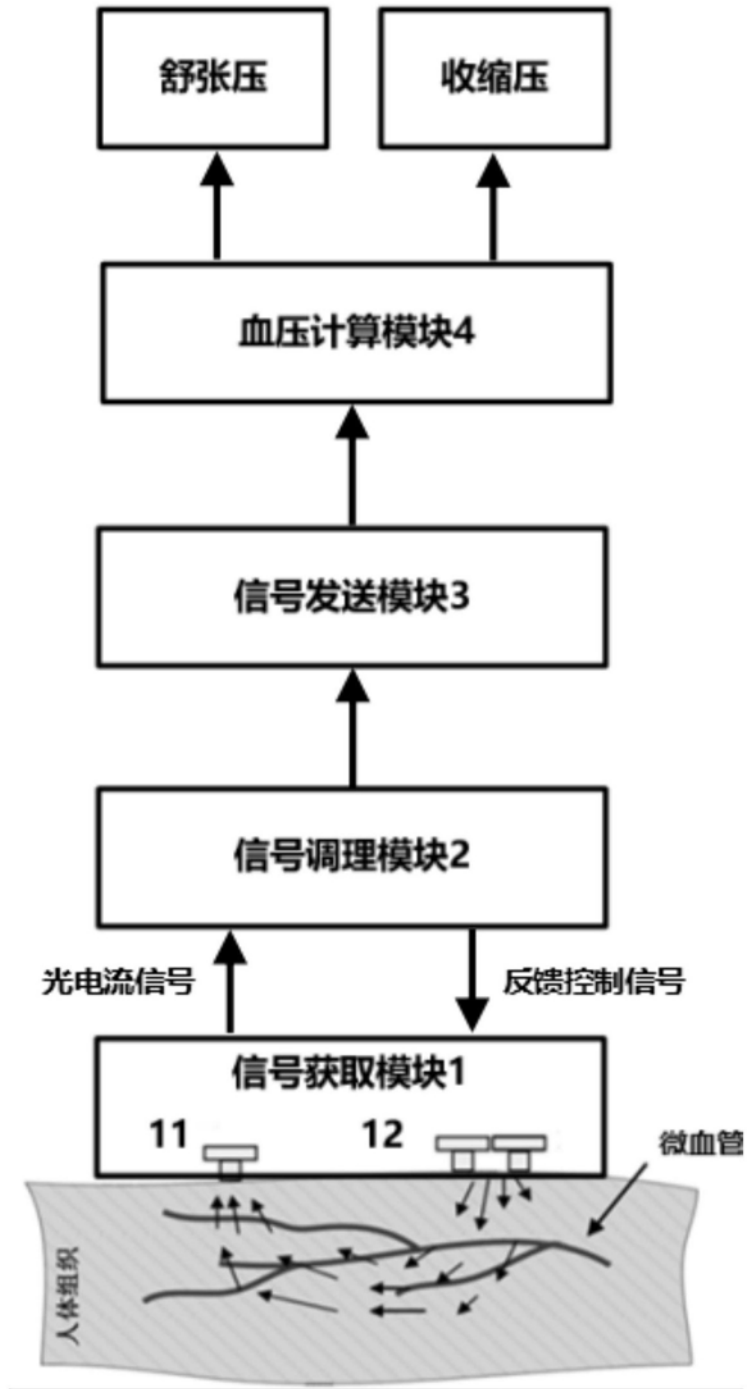 舒张压
收缩压
血压计算模块4
信号发送模块3
信号调理模块2
光电流信号
反馈控制信号
信号获取模块1
11
12
微血管
人体组织